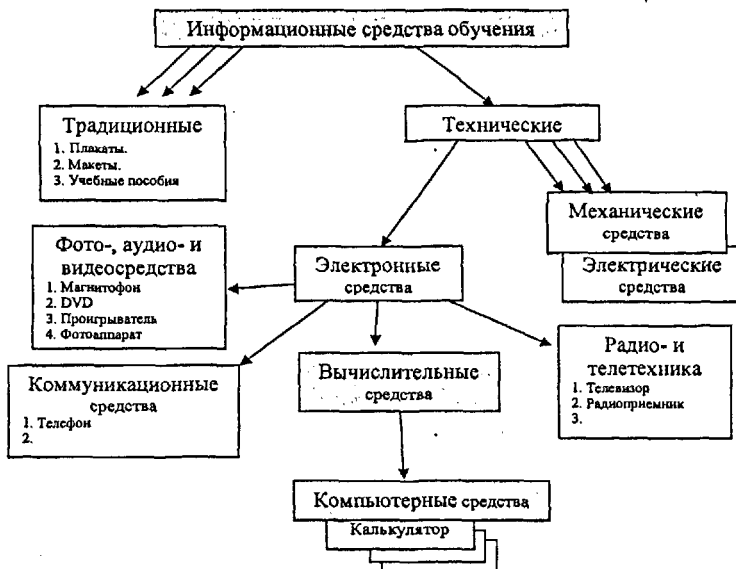 Информационные средства обучения
Традиционные
1. Плакаты.
2. Макеты.
3. Учебные пособия
Технические
Механические
средства
Электрические
средства
Фото-, аудио- и
видеосредства
1. Магнитофон
2. DVD
3. Проигрыватель
4. Фотоаппарат
Электронные
средства
Радио- и
телетехника
1. Телевизор
2. Радиоприемник
3.
Коммуникационные
средства
1. Телефон
2.
Вычислительные
средства
Компьютерные средства
Калькулятор